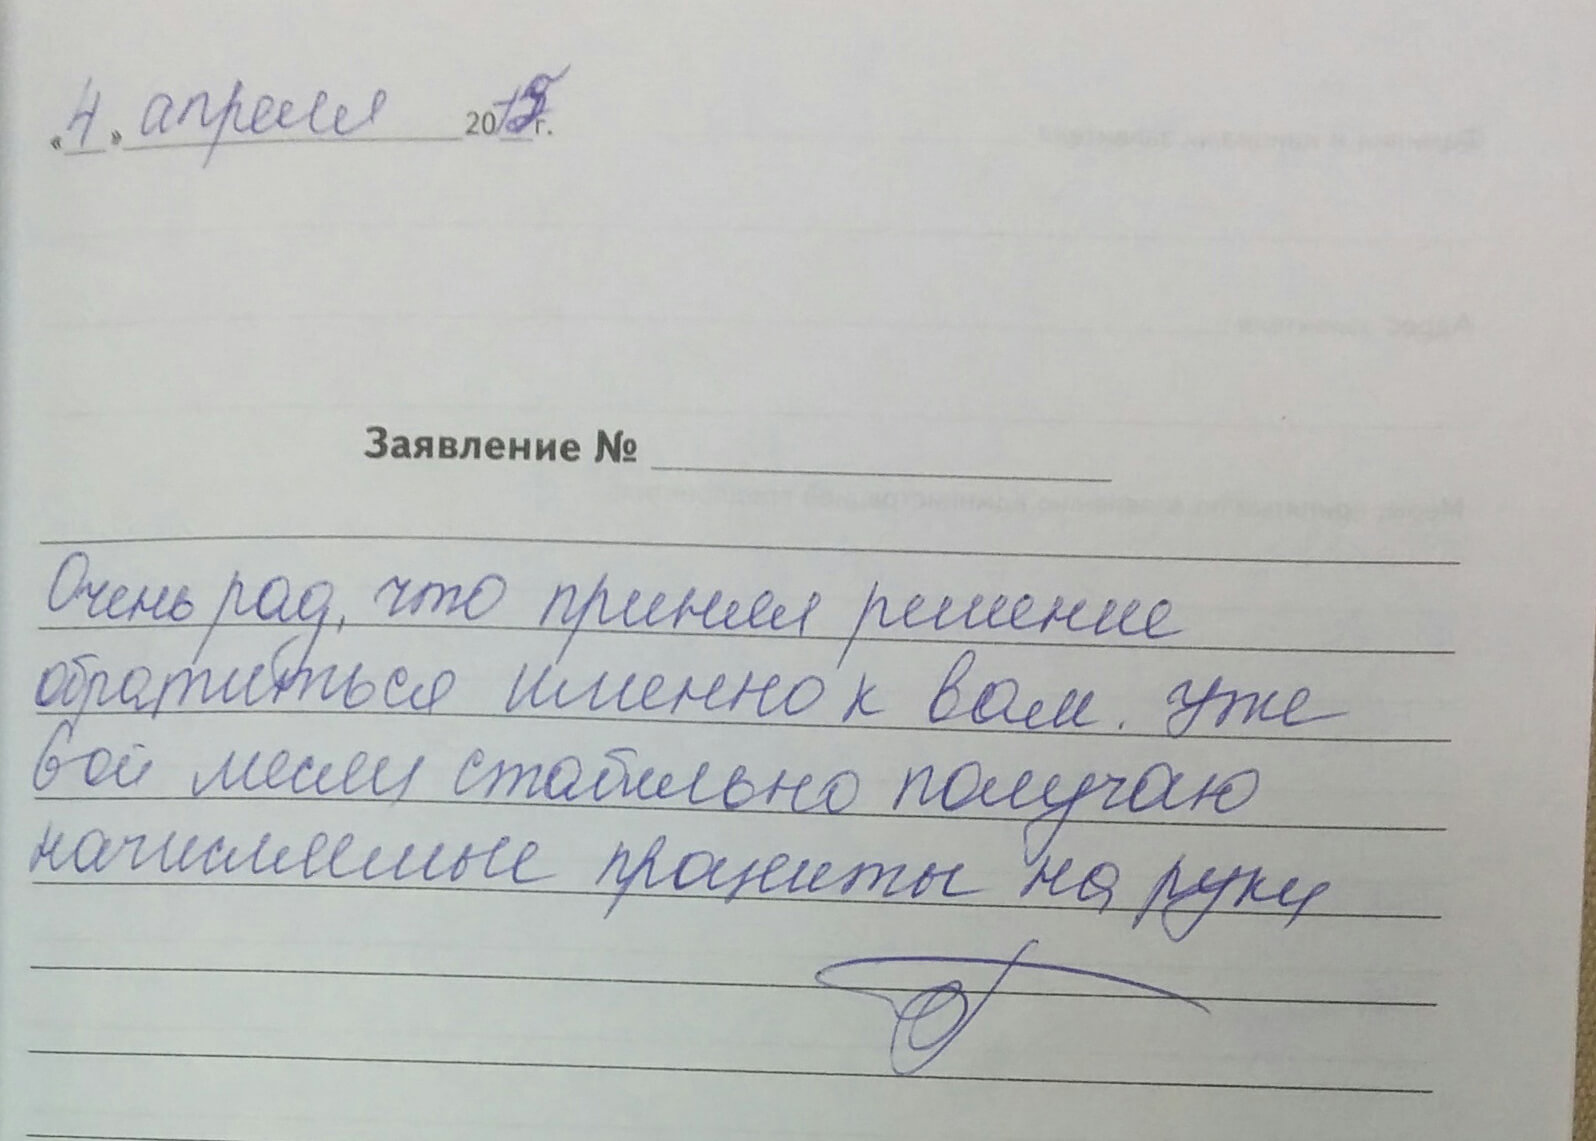 «4» апреля 2015 г.
Заявление №
Очень рад, что принял решение
обратиться именно к вам. Уже
6ой месяц стабильно получаю
начисляемые проценты на руки